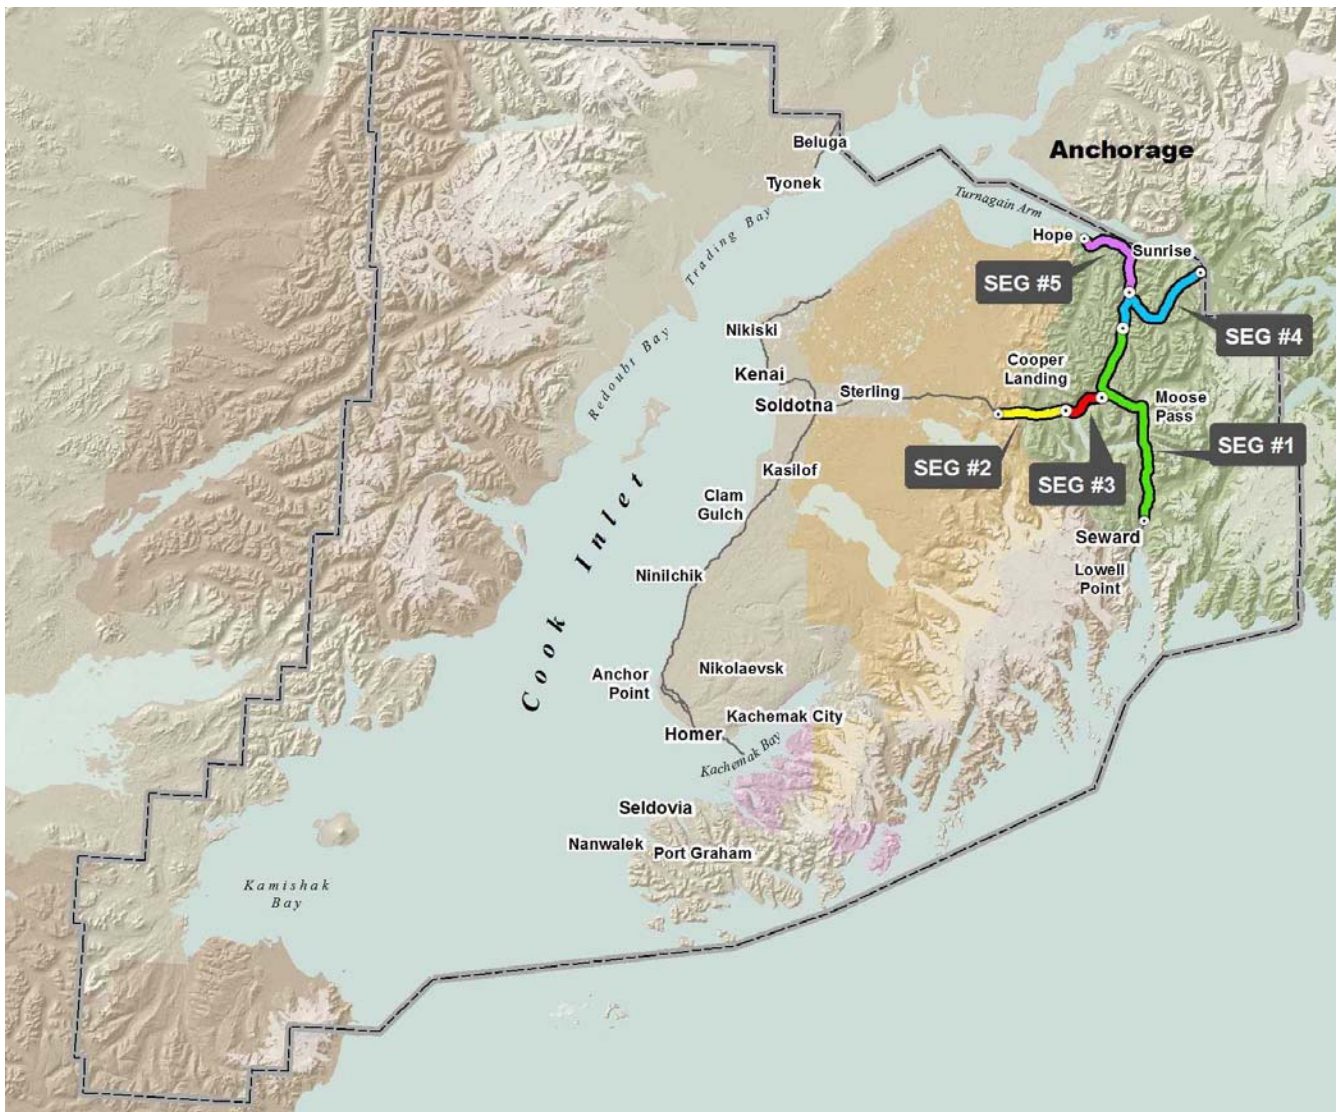 Beluga
Anchorage
Tyonek
Turnagain Arm
Trading Bay
Hope
Sunrise
SEG #5
SEG #4
Nikiski
Redoubt Bay
Cooper
Landing
Kenai
Sterling
Soldotna
Moose
Pass
SEG #1
SEG #2
SEG #3
Kasilof
Clam
Gulch
Cook Inlet
Seward
Lowell
Point
Ninilchik
Nikolaevsk
Anchor
Point
Kachemak City
Homer
Kachemak Bay
Seldovia
Nanwalek
Port Graham
Kamishak
Bay